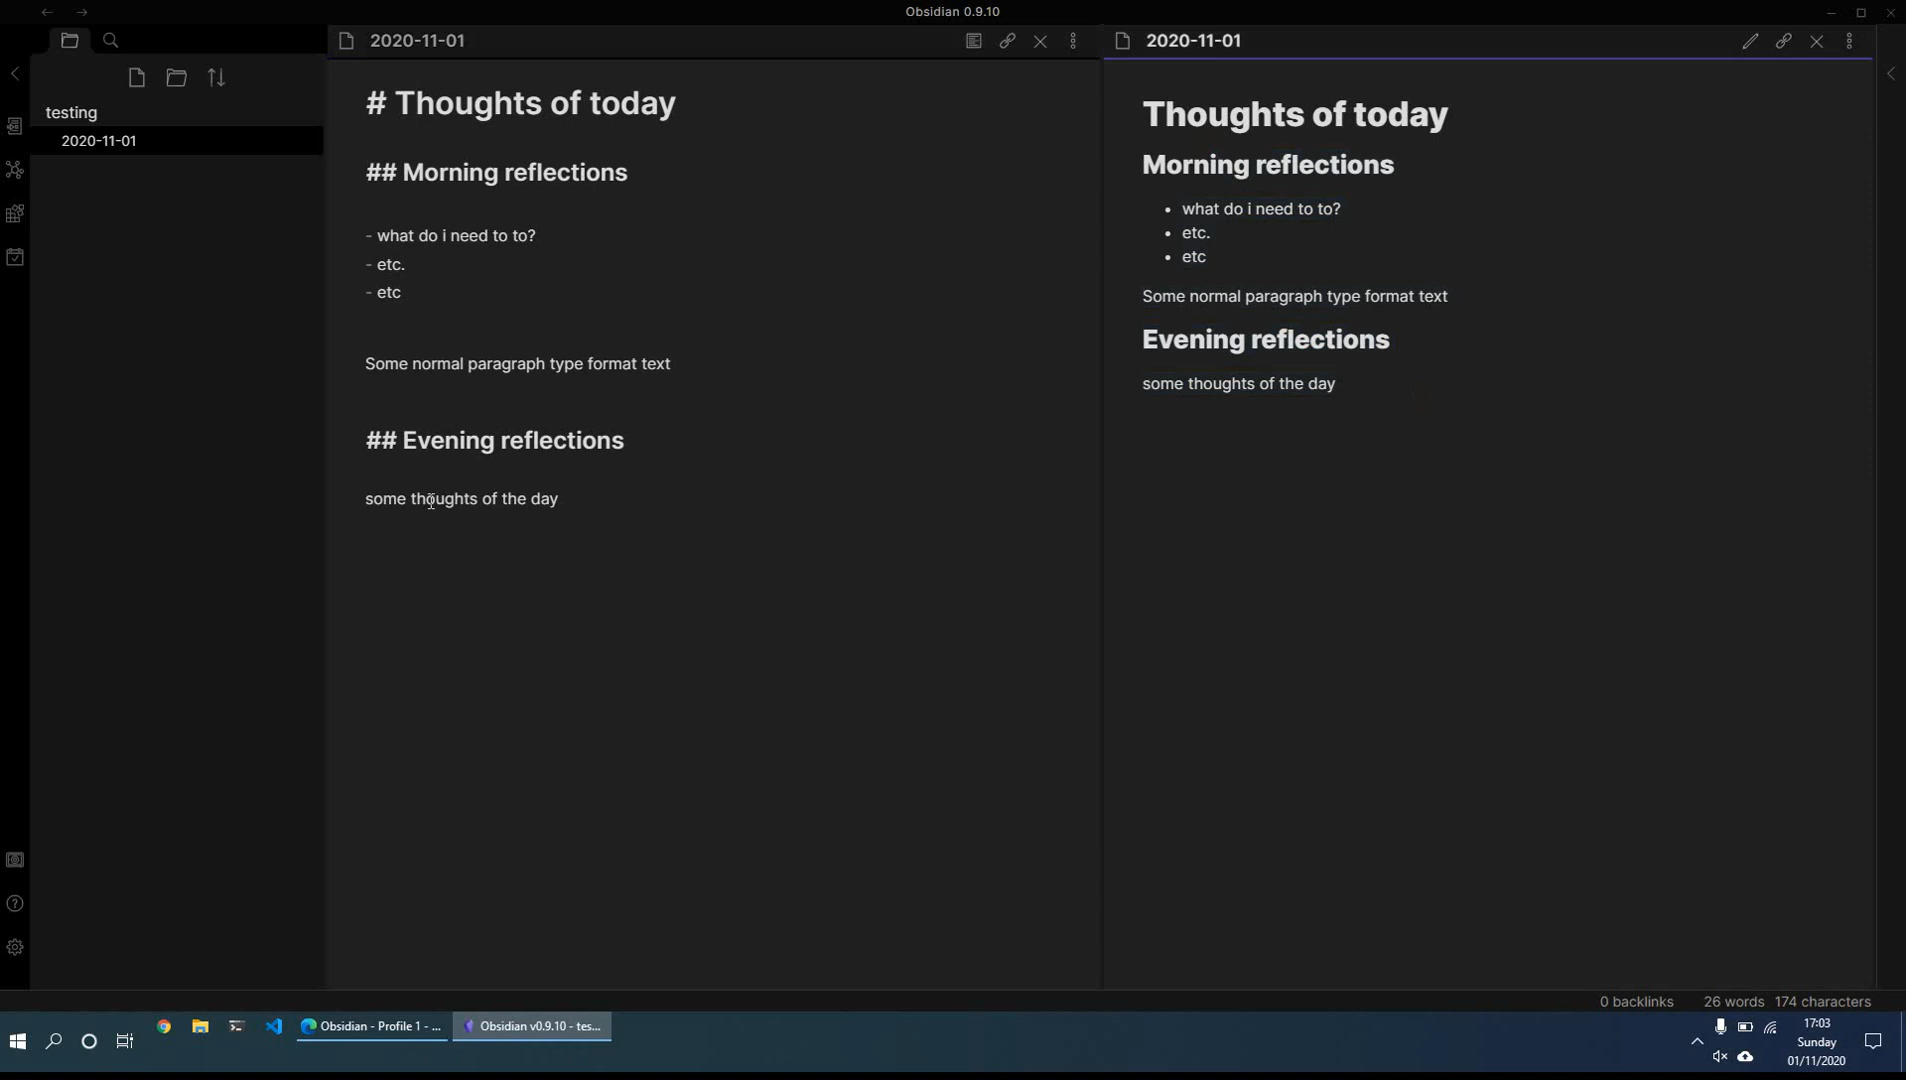 Obsidian 0.9.10
testing
2020-11-01
2020-11-01
# Thoughts of today
## Morning reflections
- what do i need to to?
- etc.
- etc
Some normal paragraph type format text
## Evening reflections
some thoughts of the day
2020-11-01
Thoughts of today
Morning reflections
• what do i need to to?
• etc.
• etc
Some normal paragraph type format text
Evening reflections
some thoughts of the day
0 backlinks 26 words 174 characters
Obsidian - Profile 1 - ...
Obsidian v0.9.10 - tes...
17:03
Sunday
01/11/2020